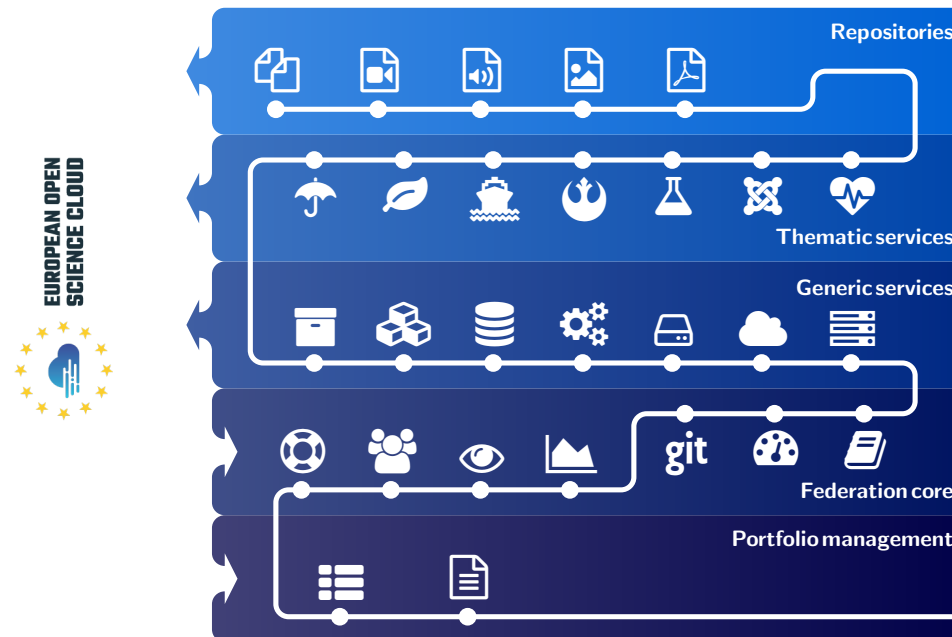 EUROPEAN OPEN
SCIENCE CLOUD
Repositories
Thematic services
Generic services
git
Federation core
Portfolio management